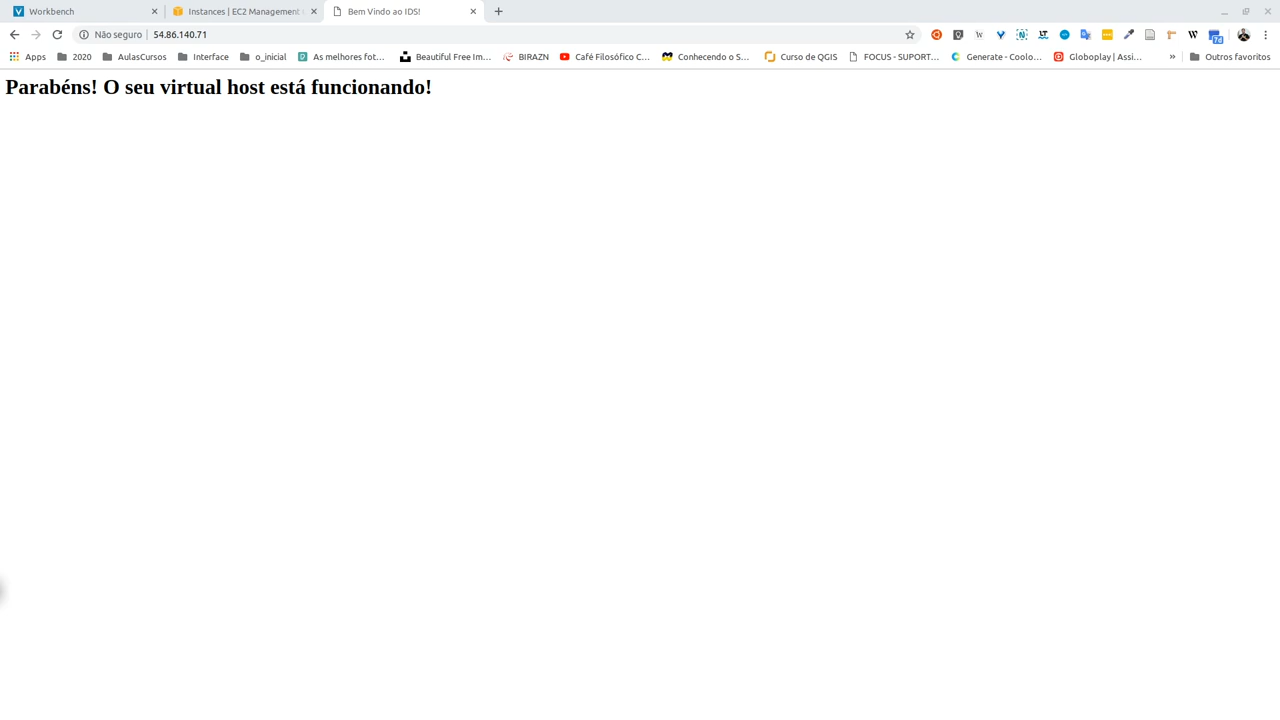 Workbench
Instances | EC2 Management
Bem Vindo ao IDS!
Não seguro
54.86.140.71
Apps
2020
AulasCursos
Interface
o_inicial
As melhores fot…
Beautiful Free Im…
BIRAZN
Café Filosófico C…
Conhecendo o S…
Curso de QGIS
FOCUS - SUPORT…
Generate - Coolo…
Globoplay | Assi…
»
Outros favoritos
Parabéns! O seu virtual host está funcionando!